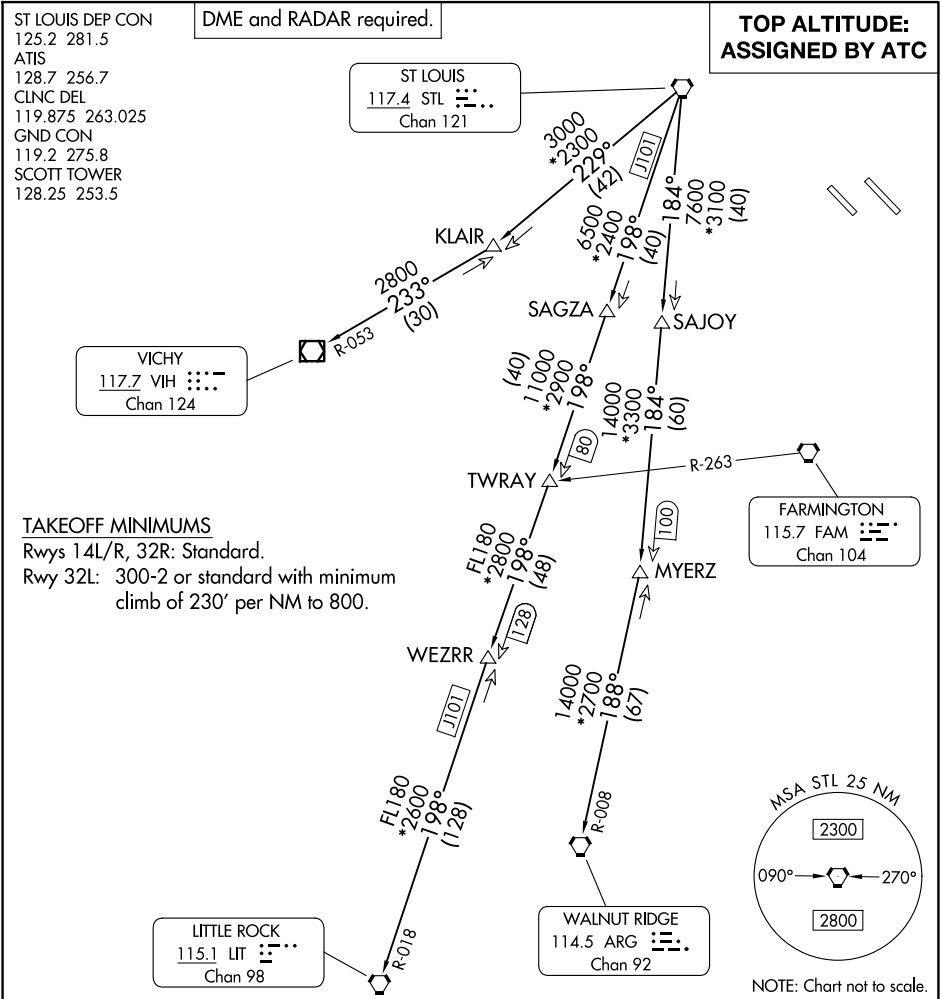 ST LOUIS DEP CON
125.2 281.5
ATIS
128.7 256.7
CLNC DEL
119.875 263.025
GND CON
119.2 275.8
SCOTT TOWER
128.25 253.5
DME and RADAR required.
TOP ALTITUDE:
ASSIGNED BY ATC
ST LOUIS
117.4 STL
Chan 121
3000
*2300
229°
(42)
J101
6500
*2400
198°
(40)
184°
7600
*3100
(40)
KLAIR
2800
233°
(30)
R-053
SAGZA
SAJOY
VICHY
117.7 VIH
Chan 124
(40)
11000
*2900
198°
14000
*3300
184°
(60)
80
TWRAY
R-263
FARMINGTON
115.7 FAM
Chan 104
TAKEOFF MINIMUMS
Rwys 14L/R, 32R: Standard.
Rwy 32L: 300-2 or standard with minimum
climb of 230' per NM to 800.
FL180
*2800
198°
(48)
100
MYERZ
128
WEZRR
J101
14000
*2700
188°
(67)
R-008
FL180
*2600
198°
(128)
R-018
LITTLE ROCK
115.1 LIT
Chan 98
WALNUT RIDGE
114.5 ARG
Chan 92
MSA STL 25 NM
2300
090°
270°
2800
NOTE: Chart not to scale.